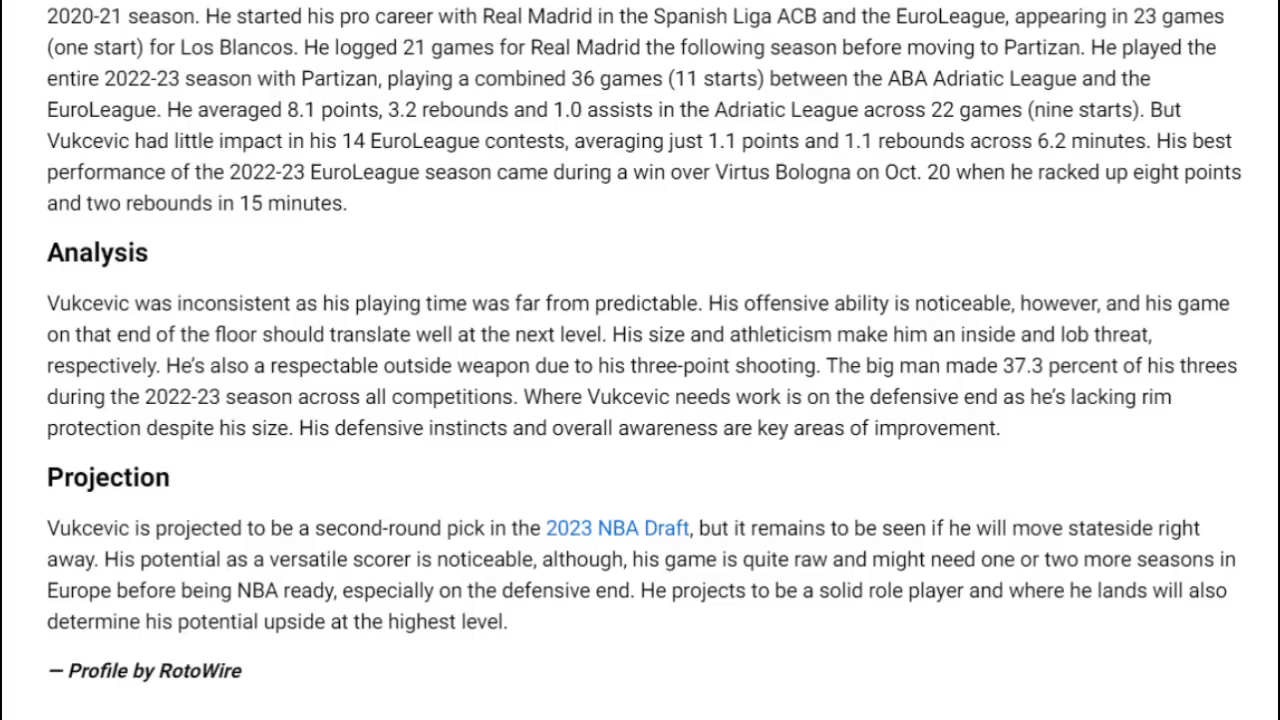 2020-21 season. He started his pro career with Real Madrid in the Spanish Liga ACB and the EuroLeague, appearing in 23 games
(one start) for Los Blancos. He logged 21 games for Real Madrid the following season before moving to Partizan. He played the
entire 2022-23 season with Partizan, playing a combined 36 games (11 starts) between the ABA Adriatic League and the
EuroLeague. He averaged 8.1 points, 3.2 rebounds and 1.0 assists in the Adriatic League across 22 games (nine starts). But
Vukcevic had little impact in his 14 EuroLeague contests, averaging just 1.1 points and 1.1 rebounds across 6.2 minutes. His best
performance of the 2022-23 EuroLeague season came during a win over Virtus Bologna on Oct. 20 when he racked up eight points
and two rebounds in 15 minutes.
Analysis
Vukcevic was inconsistent as his playing time was far from predictable. His offensive ability is noticeable, however, and his game
on that end of the floor should translate well at the next level. His size and athleticism make him an inside and lob threat,
respectively. He's also a respectable outside weapon due to his three-point shooting. The big man made 37.3 percent of his threes
during the 2022-23 season across all competitions. Where Vukcevic needs work is on the defensive end as he's lacking rim
protection despite his size. His defensive instincts and overall awareness are key areas of improvement.
Projection
Vukcevic is projected to be a second-round pick in the 2023 NBA Draft, but it remains to be seen if he will move stateside right
away. His potential as a versatile scorer is noticeable, although, his game is quite raw and might need one or two more seasons in
Europe before being NBA ready, especially on the defensive end. He projects to be a solid role player and where he lands will also
determine his potential upside at the highest level.
— Profile by RotoWire